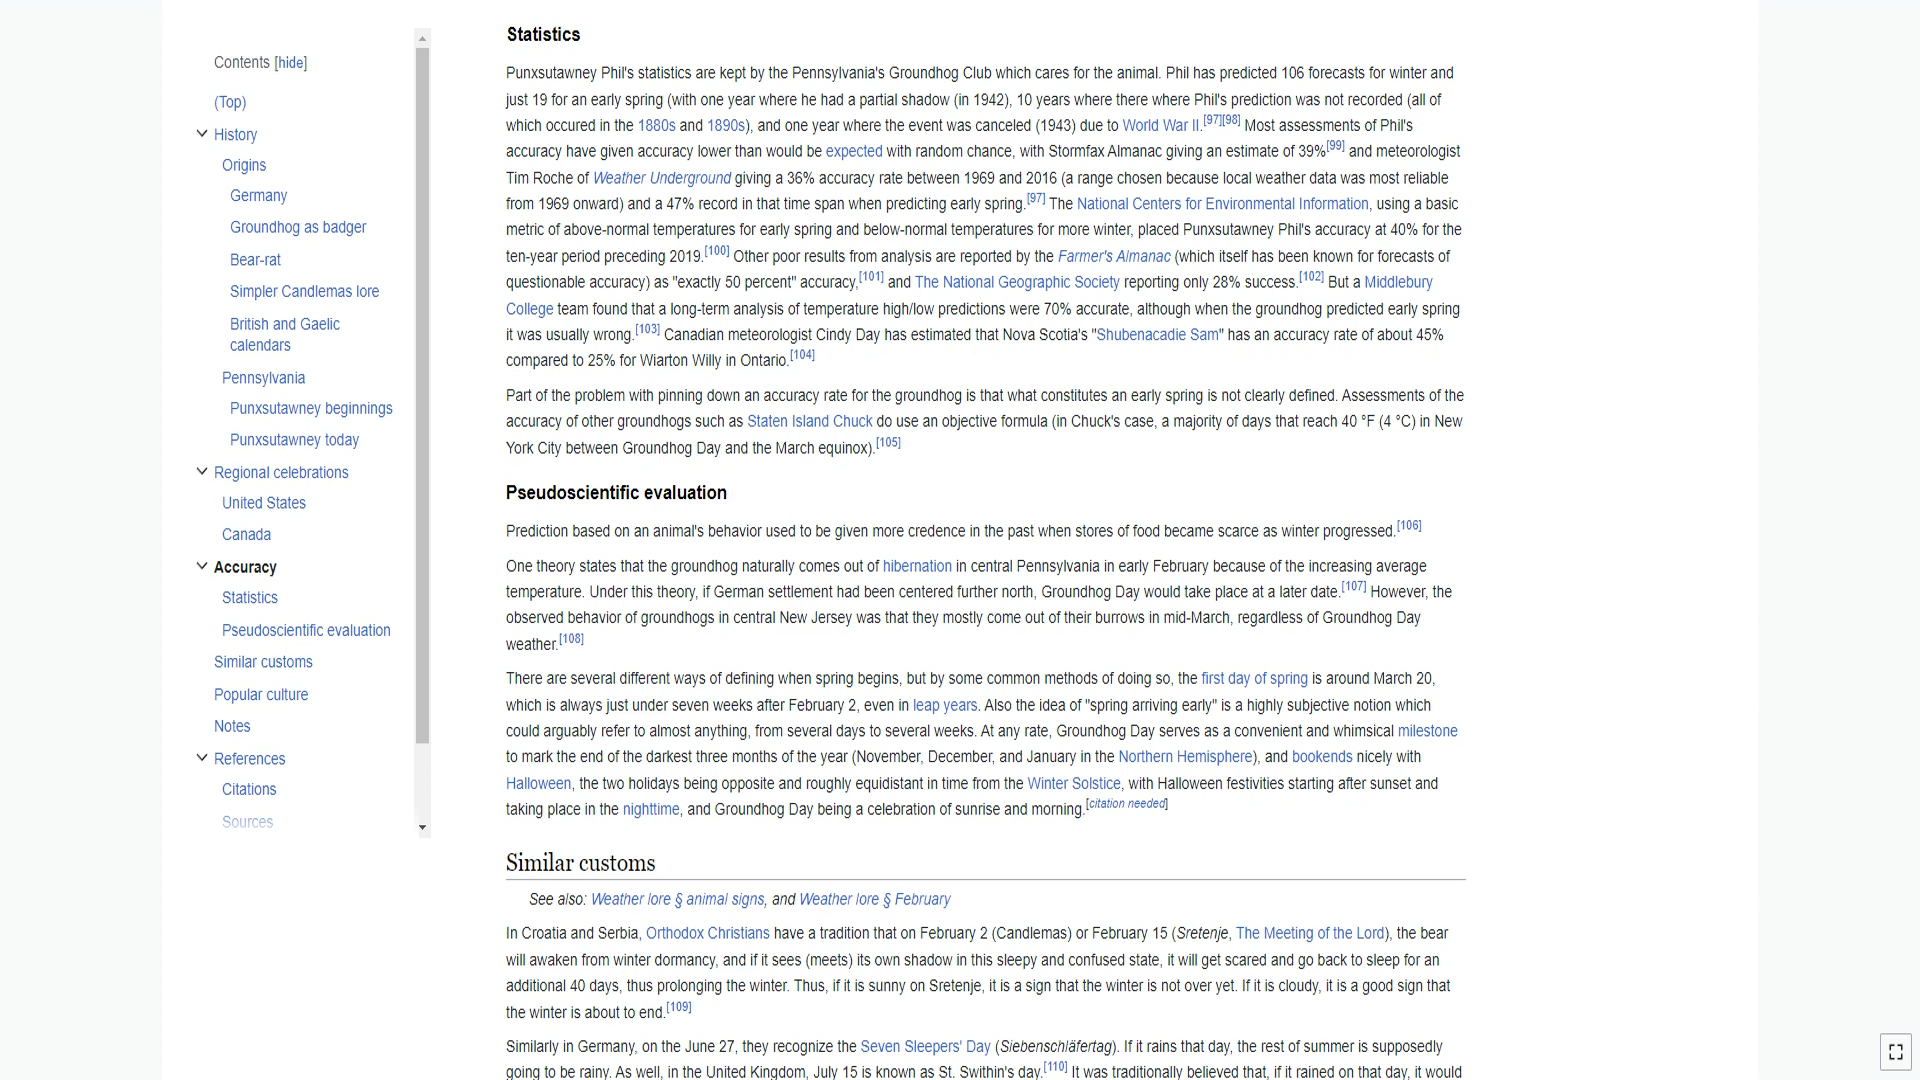 Contents [hide]
(Top)
History
Origins
Germany
Groundhog as badger
Bear-rat
Simpler Candlemas lore
British and Gaelic
calendars
Pennsylvania
Punxsutawney beginnings
Punxsutawney today
Regional celebrations
United States
Canada
Accuracy
Statistics
Pseudoscientific evaluation
Similar customs
Popular culture
Notes
References
Citations
Sources
Statistics
Punxsutawney Phil's statistics are kept by the Pennsylvania's Groundhog Club which cares for the animal. Phil has predicted 106 forecasts for winter and
just 19 for an early spring (with one year where he had a partial shadow (in 1942), 10 years where there where Phil's prediction was not recorded (all of
which occured in the 1880s and 1890s), and one year where the event was canceled (1943) due to World War II.[97][98] Most assessments of Phil's
accuracy have given accuracy lower than would be expected with random chance, with Stormfax Almanac giving an estimate of 39%[99] and meteorologist
Tim Roche of Weather Underground giving a 36% accuracy rate between 1969 and 2016 (a range chosen because local weather data was most reliable
from 1969 onward) and a 47% record in that time span when predicting early spring.[97] The National Centers for Environmental Information, using a basic
metric of above-normal temperatures for early spring and below-normal temperatures for more winter, placed Punxsutawney Phil's accuracy at 40% for the
ten-year period preceding 2019.[100] Other poor results from analysis are reported by the Farmer's Almanac (which itself has been known for forecasts of
questionable accuracy) as "exactly 50 percent" accuracy,[101] and The National Geographic Society reporting only 28% success.[102] But a Middlebury
College team found that a long-term analysis of temperature high/low predictions were 70% accurate, although when the groundhog predicted early spring
it was usually wrong.[103] Canadian meteorologist Cindy Day has estimated that Nova Scotia's "Shubenacadie Sam" has an accuracy rate of about 45%
compared to 25% for Wiarton Willy in Ontario.[104]
Part of the problem with pinning down an accuracy rate for the groundhog is that what constitutes an early spring is not clearly defined. Assessments of the
accuracy of other groundhogs such as Staten Island Chuck do use an objective formula (in Chuck's case, a majority of days that reach 40 °F (4 °C) in New
York City between Groundhog Day and the March equinox).[105]
Pseudoscientific evaluation
Prediction based on an animal's behavior used to be given more credence in the past when stores of food became scarce as winter progressed.[106]
One theory states that the groundhog naturally comes out of hibernation in central Pennsylvania in early February because of the increasing average
temperature. Under this theory, if German settlement had been centered further north, Groundhog Day would take place at a later date.[107] However, the
observed behavior of groundhogs in central New Jersey was that they mostly come out of their burrows in mid-March, regardless of Groundhog Day
weather.[108]
There are several different ways of defining when spring begins, but by some common methods of doing so, the first day of spring is around March 20,
which is always just under seven weeks after February 2, even in leap years. Also the idea of "spring arriving early" is a highly subjective notion which
could arguably refer to almost anything, from several days to several weeks. At any rate, Groundhog Day serves as a convenient and whimsical milestone
to mark the end of the darkest three months of the year (November, December, and January in the Northern Hemisphere), and bookends nicely with
Halloween, the two holidays being opposite and roughly equidistant in time from the Winter Solstice, with Halloween festivities starting after sunset and
taking place in the nighttime, and Groundhog Day being a celebration of sunrise and morning.[citation needed]
Similar customs
See also: Weather lore § animal signs, and Weather lore § February
In Croatia and Serbia, Orthodox Christians have a tradition that on February 2 (Candlemas) or February 15 (Sretenje, The Meeting of the Lord), the bear
will awaken from winter dormancy, and if it sees (meets) its own shadow in this sleepy and confused state, it will get scared and go back to sleep for an
additional 40 days, thus prolonging the winter. Thus, if it is sunny on Sretenje, it is a sign that the winter is not over yet. If it is cloudy, it is a good sign that
the winter is about to end.[109]
Similarly in Germany, on the June 27, they recognize the Seven Sleepers' Day (Siebenschläfertag). If it rains that day, the rest of summer is supposedly
going to be rainy. As well, in the United Kingdom, July 15 is known as St. Swithin's day.[110] It was traditionally believed that, if it rained on that day, it would